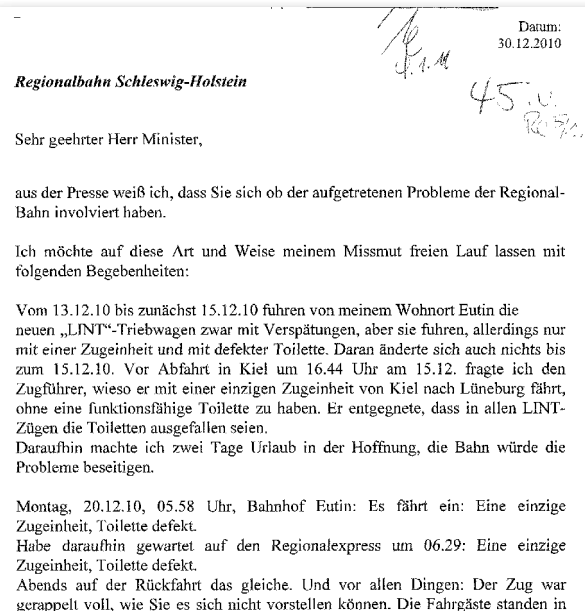 Datum:
30.12.2010
4.1.11
45
Regionalbahn Schleswig-Holstein
Sehr geehrter Herr Minister,
aus der Presse weiß ich, dass Sie sich ob der aufgetretenen Probleme der Regional-
Bahn involviert haben.
Ich möchte auf diese Art und Weise meinem Missmut freien Lauf lassen mit
folgenden Begebenheiten:
Vom 13.12.10 bis zunächst 15.12.10 fuhren von meinem Wohnort Eutin die
neuen „LINT“-Triebwagen zwar mit Verspätungen, aber sie fuhren, allerdings nur
mit einer Zugeinheit und mit defekter Toilette. Daran änderte sich auch nichts bis
zum 15.12.10. Vor Abfahrt in Kiel um 16.44 Uhr am 15.12. fragte ich den
Zugführer, wieso er mit einer einzigen Zugeinheit von Kiel nach Lüneburg fährt,
ohne eine funktionsfähige Toilette zu haben. Er entgegnete, dass in allen LINT-
Zügen die Toiletten ausgefallen seien.
Daraufhin machte ich zwei Tage Urlaub in der Hoffnung, die Bahn würde die
Probleme beseitigen.
Montag, 20.12.10, 05.58 Uhr, Bahnhof Eutin: Es fährt ein: Eine einzige
Zugeinheit, Toilette defekt.
Habe daraufhin gewartet auf den Regionalexpress um 06.29: Eine einzige
Zugeinheit, Toilette defekt.
Abends auf der Rückfahrt das gleiche. Und vor allen Dingen: Der Zug war
gerappelt voll, wie Sie es sich nicht vorstellen können. Die Fahrgäste standen in